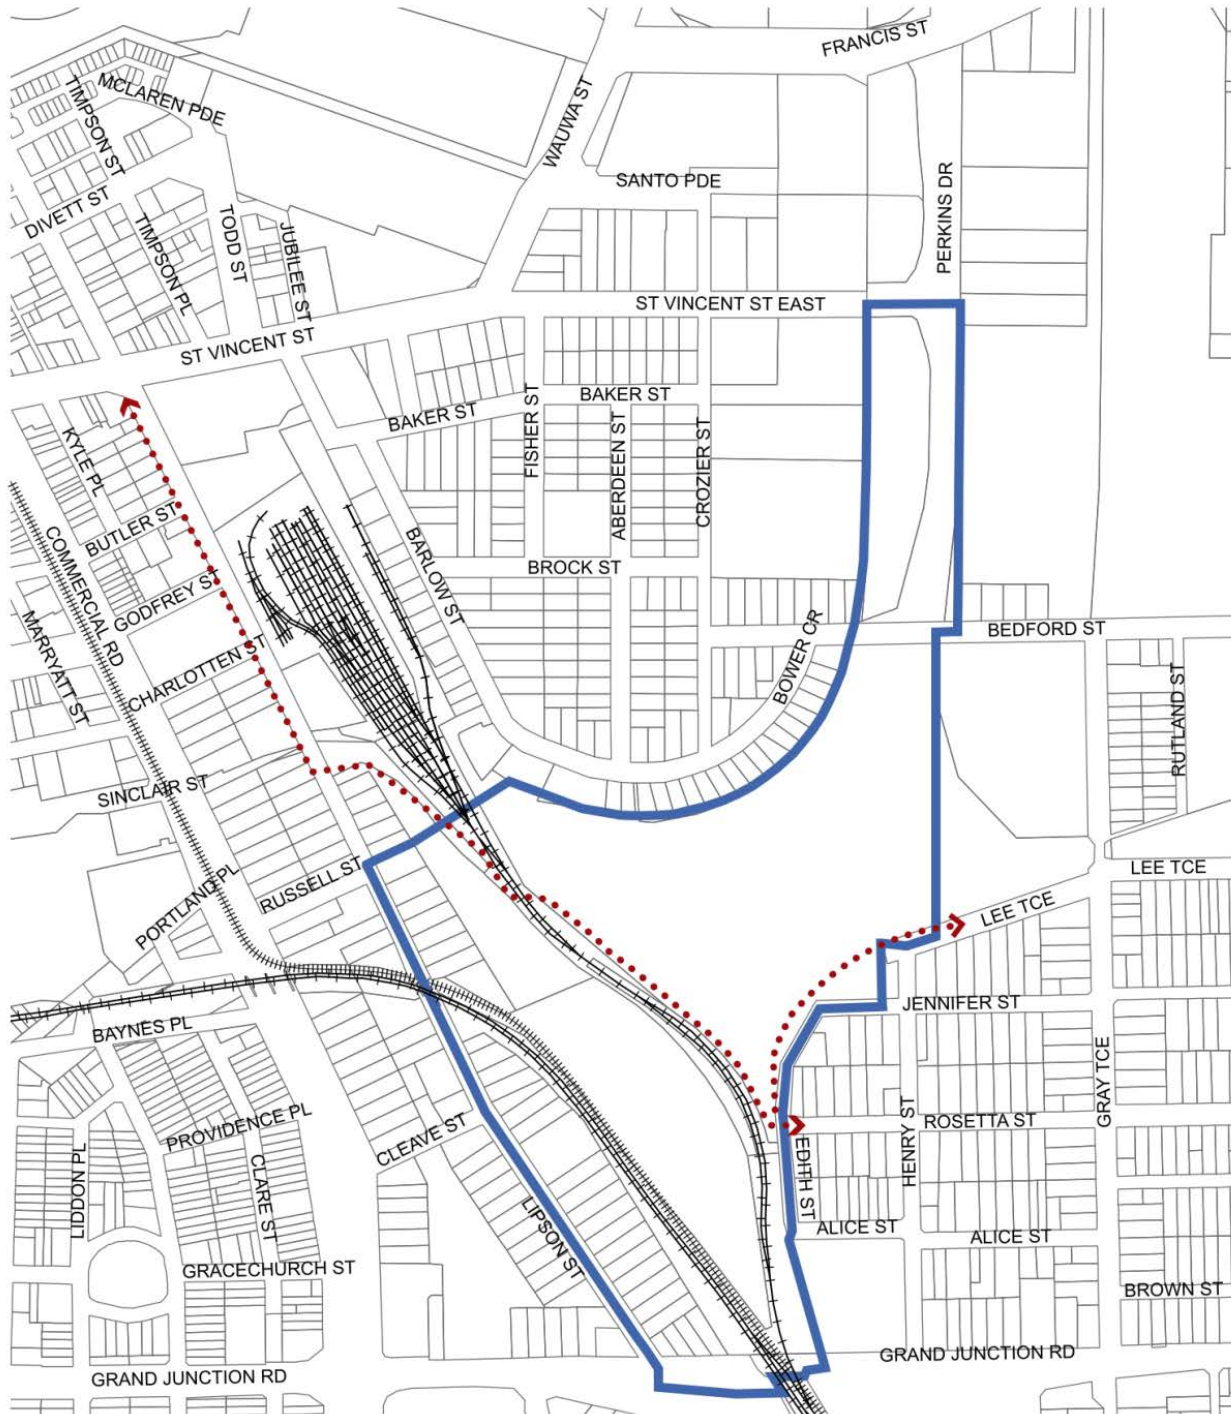 FRANCIS ST
MCLAREN PDE
TIMPSON ST
WAUWA ST
SANTO PDE
DIVETT ST
TIMPSON PL
TODD ST
JUBILEE ST
PERKINS DR
ST VINCENT ST EAST
ST VINCENT ST
BAKER ST
BAKER ST
FISHER ST
ABERDEEN ST
CROZIER ST
KYLE PL
BUTLER ST
COMMERCIAL RD
BARLOW ST
BROCK ST
GODFREY ST
MARRYATT ST
CHARLOTTEN ST
BOWER CR
BEDFORD ST
RUTLAND ST
SINCLAIR ST
RUSSELL ST
PORTLAND PL
LEE TCE
LEE TCE
JENNIFER ST
BAYNES PL
GRAY TCE
PROVIDENCE PL
CLEAVE ST
HENRY ST
ROSETTA ST
EDITH ST
LIDDON PL
CLARE ST
LIPSON ST
ALICE ST
ALICE ST
GRACECHURCH ST
BROWN ST
GRAND JUNCTION RD
GRAND JUNCTION RD